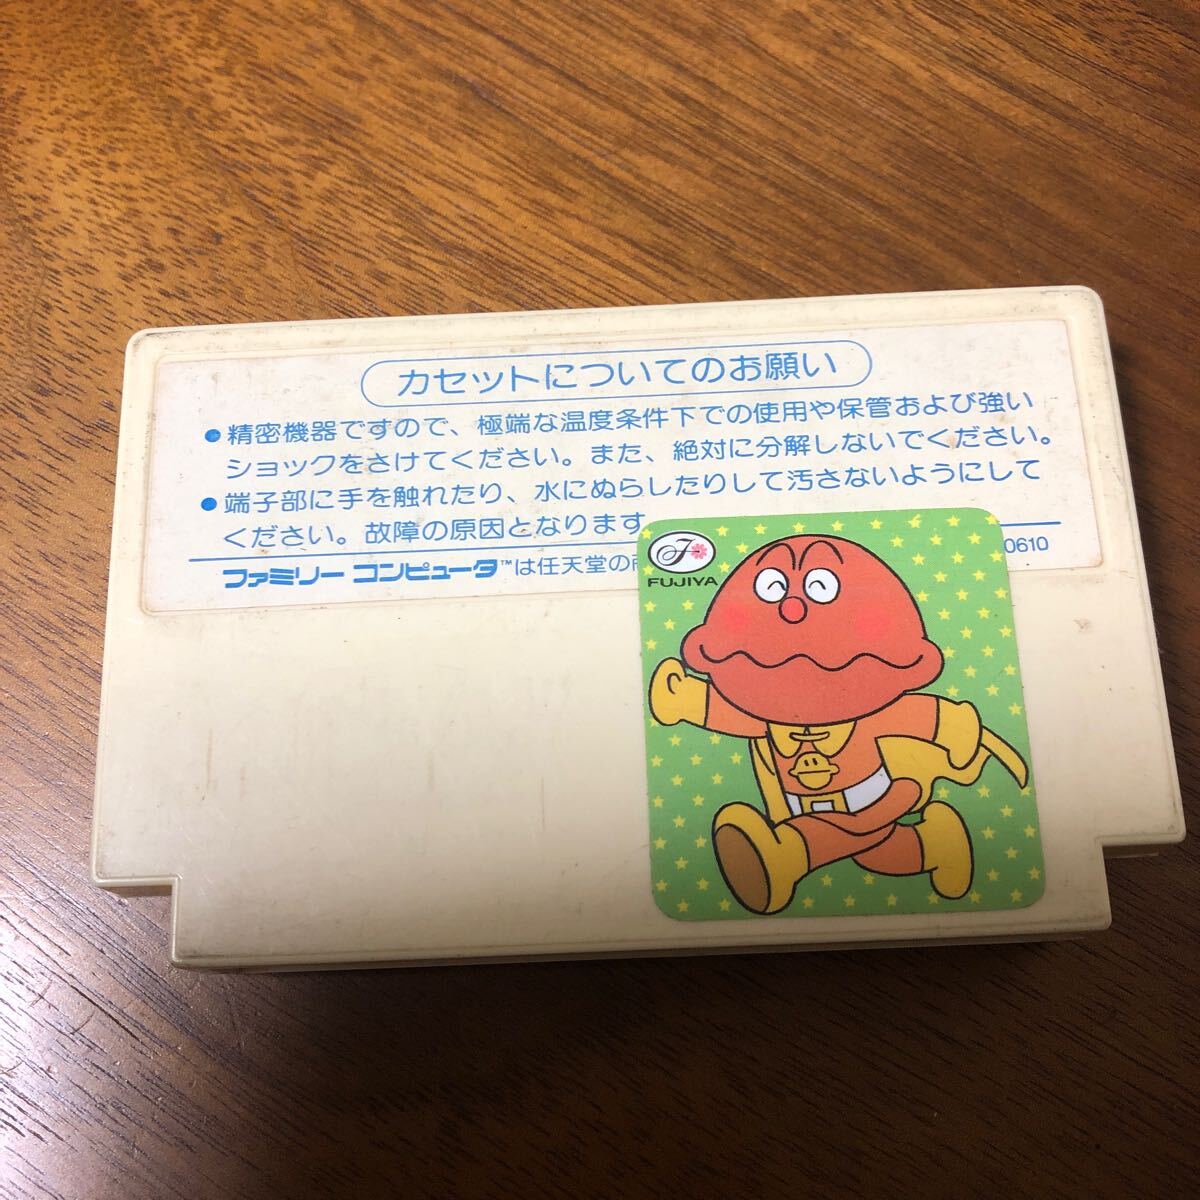 カセットについてのお願い
●精密機器ですので、極端な温度条件下での使用や保管および強い
ショックをさけてください。また、絶対に分解しないでください。
●端子部に手を触れたり、水にぬらしたりして汚さないようにして
ください。故障の原因となります
ファミリーコンピュータ™は任天堂の商
0610
FUJIYA